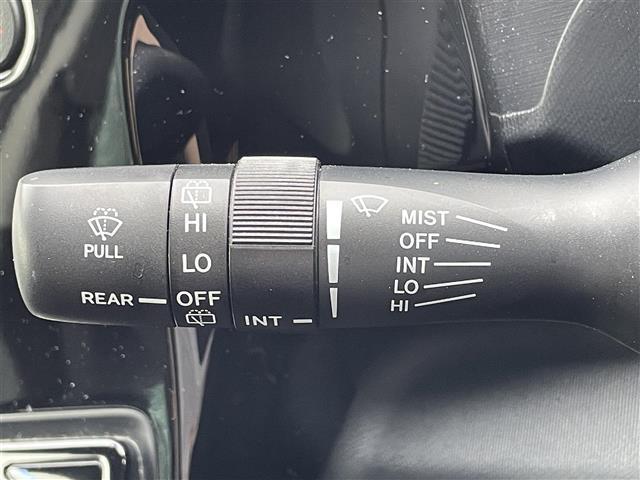 PULL
REAR
HI
LO
OFF
INT
MIST
OFF
INT
LO
HI